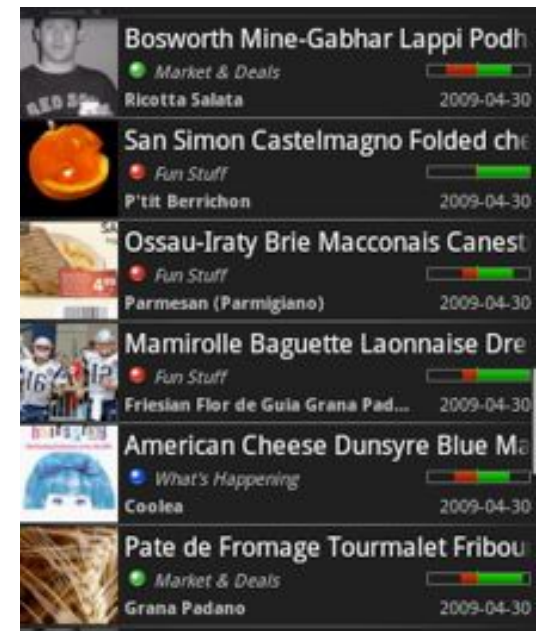 Bosworth Mine-Gabhar Lappi Podh
Market & Deals
Ricotta Salata 2009-04-30
San Simon Castelmagno Folded che
Fun Stuff
P'tit Berrichon 2009-04-30
Ossau-Iraty Brie Macconais Canest
Fun Stuff
Parmesan (Parmigiano) 2009-04-30
Mamirolle Baguette Laonnaise Dre
Fun Stuff
Friesian Flor de Guia Grana Pad... 2009-04-30
American Cheese Dunsyre Blue Ma
What's Happening
Coolea 2009-04-30
Pate de Fromage Tourmalet Fribou
Market & Deals
Grana Padano 2009-04-30